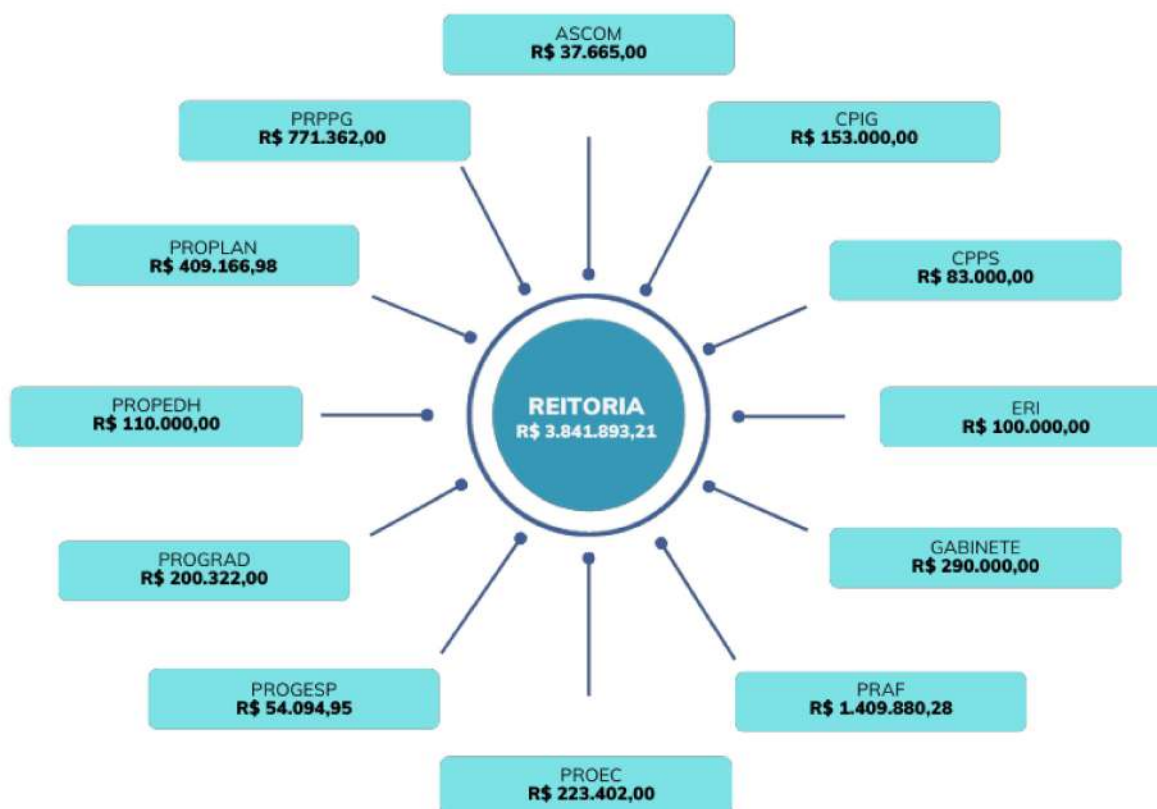 ASCOM
R$ 37.665,00
PRPPG
R$ 771.362,00
CPIG
R$ 153.000,00
PROPLAN
R$ 409.166,98
CPPS
R$ 83.000,00
PROPEDH
R$ 110.000,00
REITORIA
R$ 3.841.893,21
ERI
R$ 100.000,00
PROGRAD
R$ 200.322,00
GABINETE
R$ 290.000,00
PROGESP
R$ 54.094,95
PRAF
R$ 1.409.880,28
PROEC
R$ 223.402,00